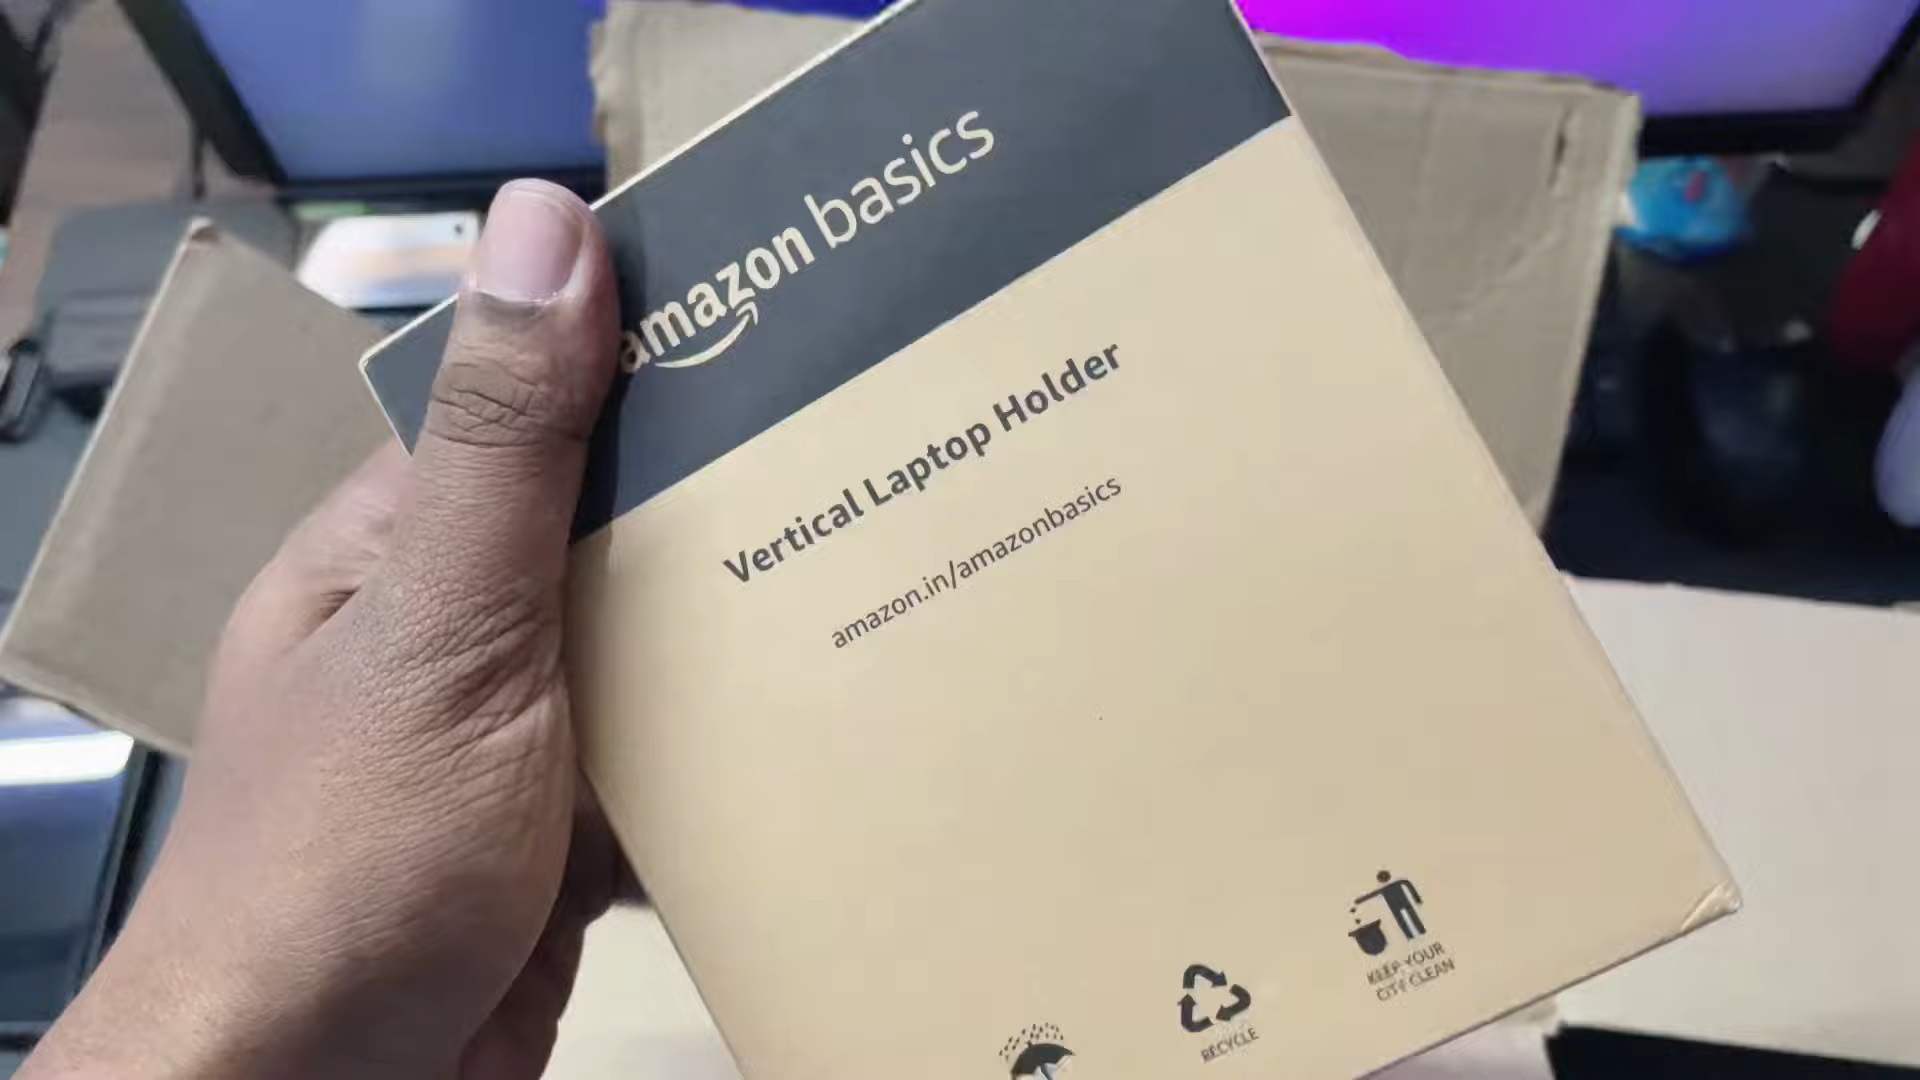 amazon basics
Vertical Laptop Holder
amazon.in/amazonbasics
KEEP YOUR
CITY CLEAN
RECYCLE